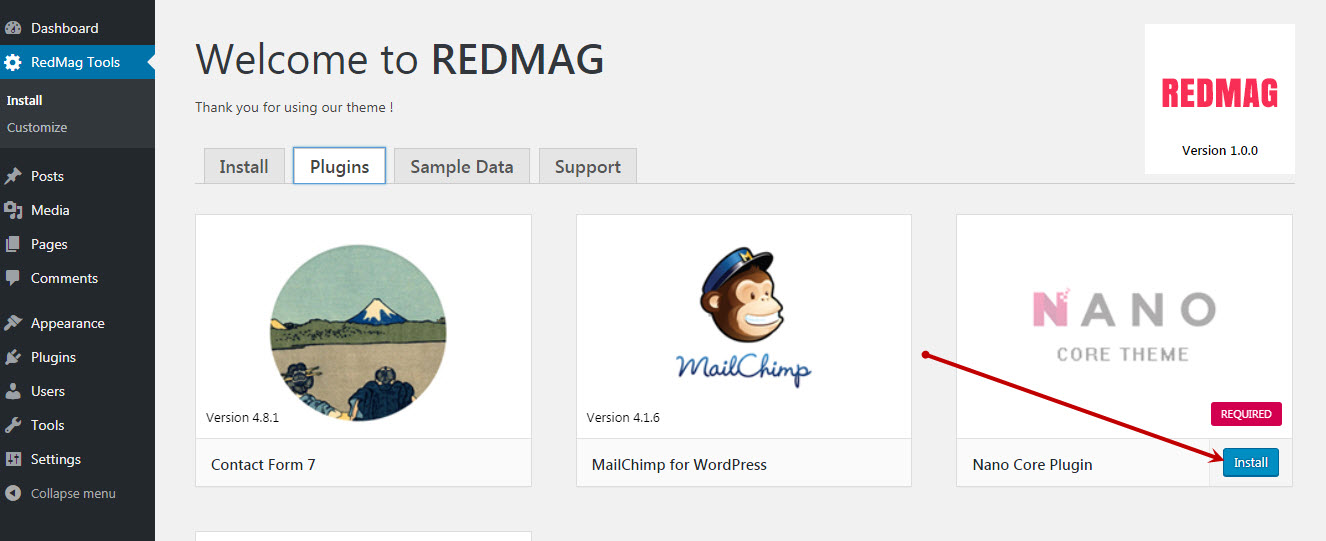 Dashboard
RedMag Tools
Install
Customize
Posts
Media
Pages
Comments
Appearance
Plugins
Users
Tools
Settings
Collapse menu
Welcome to REDMAG
Thank you for using our theme !
REDMAG
Version 1.0.0
Install
Plugins
Sample Data
Support
Version 4.8.1
Contact Form 7
M
MailChimp
Version 4.1.6
MailChimp for WordPress
NANO
CORE THEME
REQUIRED
Nano Core Plugin
Install